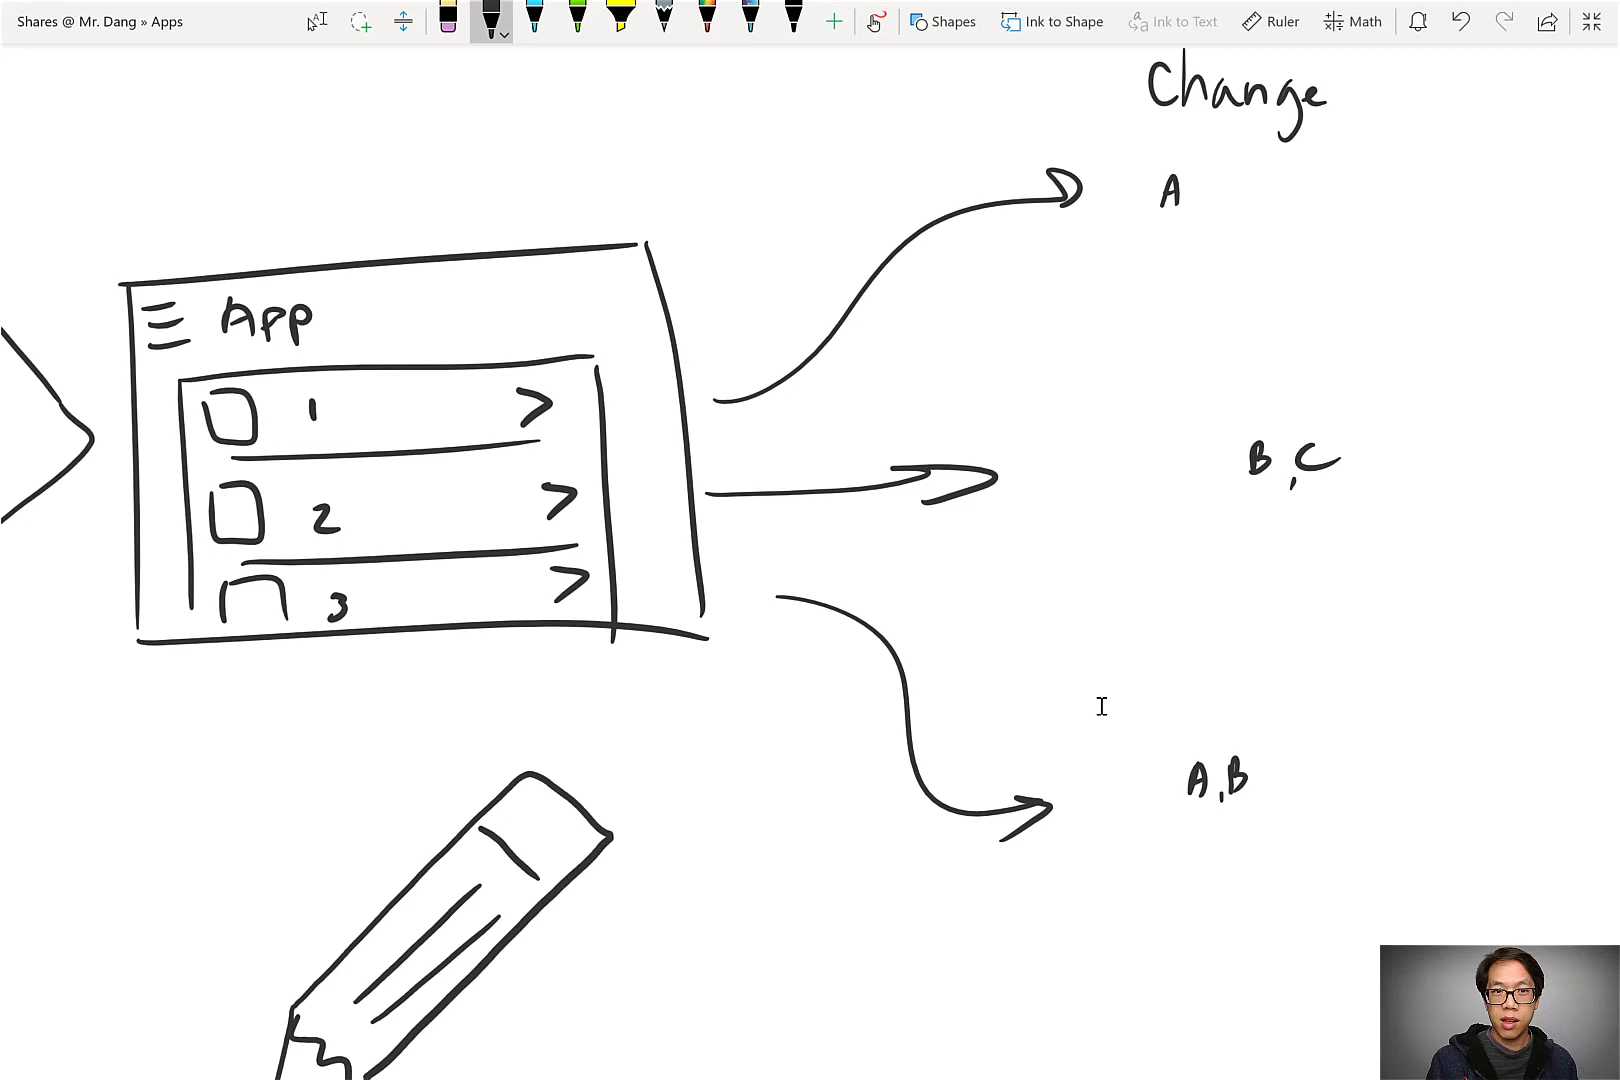 Shares @ Mr. Dang » Apps
Shapes
Ink to Shape
Ink to Text
Ruler
Math
Change
A
App
1
B, C
2
3
A, B